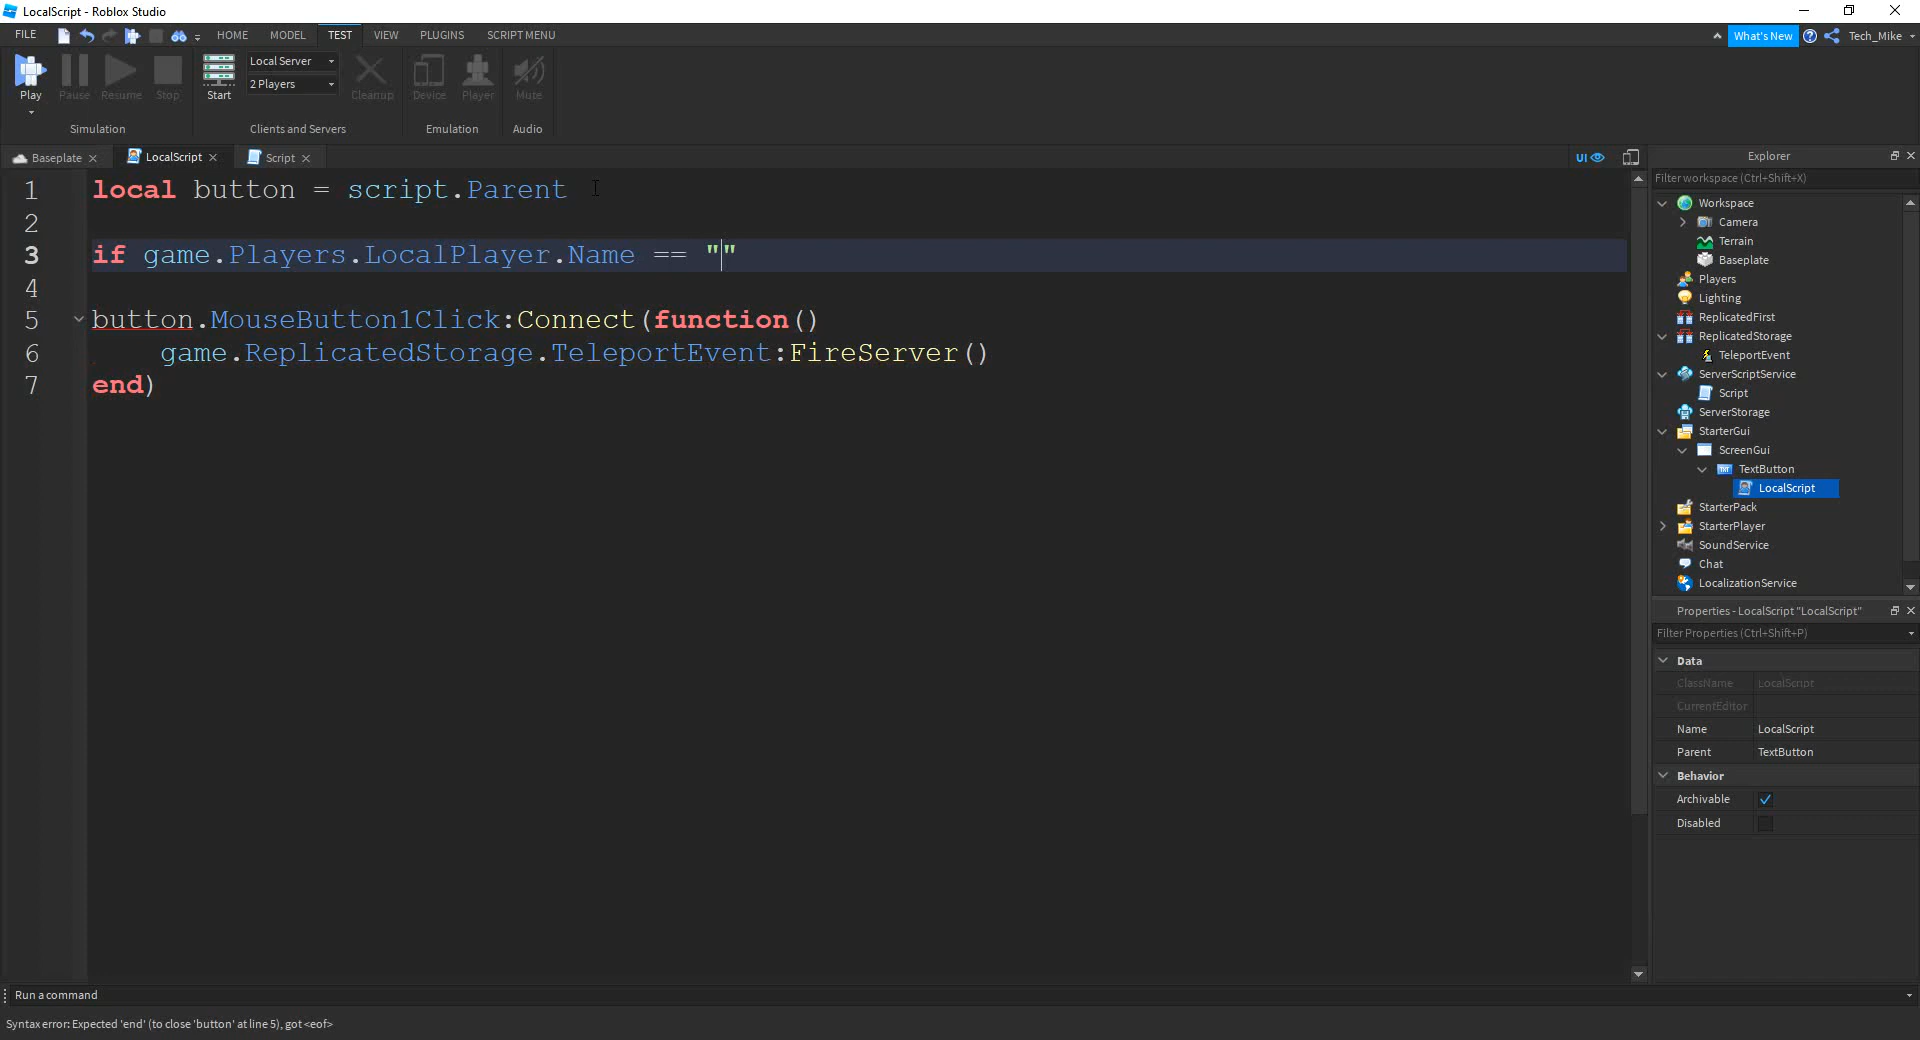 LocalScript - Roblox Studio
FILE HOME MODEL TEST VIEW PLUGINS SCRIPT MENU What's New Tech_Mike
Play Pause Resume Stop
Simulation
Start Local Server
2 Players Cleanup
Clients and Servers
Device Player
Emulation
Mute
Audio
Baseplate LocalScript Script UI
1 local button = script.Parent
2
3 if game.Players.LocalPlayer.Name == ""
4
5 button.MouseButton1Click:Connect(function()
6 game.ReplicatedStorage.TeleportEvent:FireServer()
7 end)
Explorer
Filter workspace (Ctrl+Shift+X)
Workspace
Camera
Terrain
Baseplate
Players
Lighting
ReplicatedFirst
ReplicatedStorage
TeleportEvent
ServerScriptService
Script
ServerStorage
StarterGui
ScreenGui
TXT TextButton
LocalScript
StarterPack
StarterPlayer
SoundService
Chat
LocalizationService
Properties - LocalScript "LocalScript"
Filter Properties (Ctrl+Shift+P)
Data
ClassName LocalScript
CurrentEditor
Name LocalScript
Parent TextButton
Behavior
Archivable
Disabled
Run a command
Syntax error: Expected 'end' (to close 'button' at line 5), got <eof>